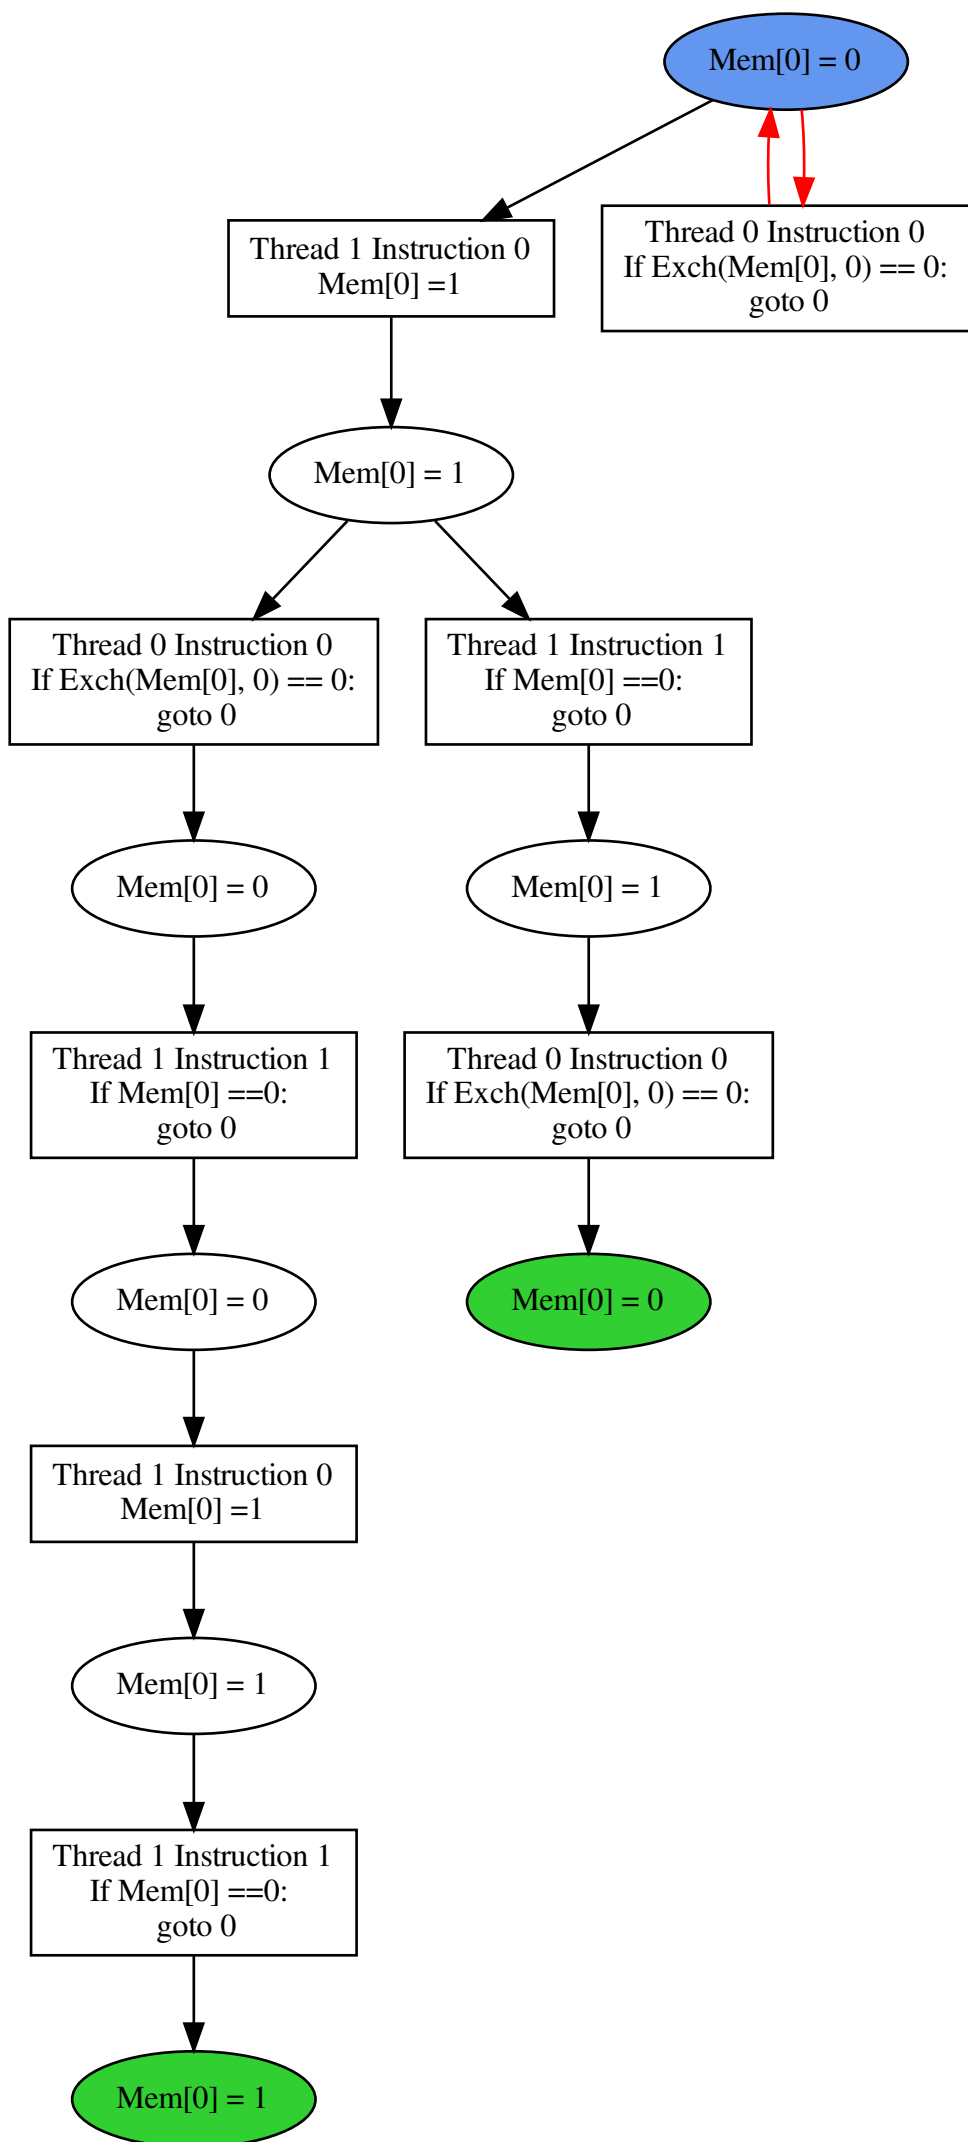 Mem[0] = 0
Thread 1 Instruction 0
Mem[0] =1
Thread 0 Instruction 0
If Exch(Mem[0], 0) == 0:
goto 0
Mem[0] = 1
Thread 0 Instruction 0
If Exch(Mem[0], 0) == 0:
goto 0
Thread 1 Instruction 1
If Mem[0] ==0:
goto 0
Mem[0] = 0
Mem[0] = 1
Thread 1 Instruction 1
If Mem[0] ==0:
goto 0
Thread 0 Instruction 0
If Exch(Mem[0], 0) == 0:
goto 0
Mem[0] = 0
Mem[0] = 0
Thread 1 Instruction 0
Mem[0] =1
Mem[0] = 1
Thread 1 Instruction 1
If Mem[0] ==0:
goto 0
Mem[0] = 1